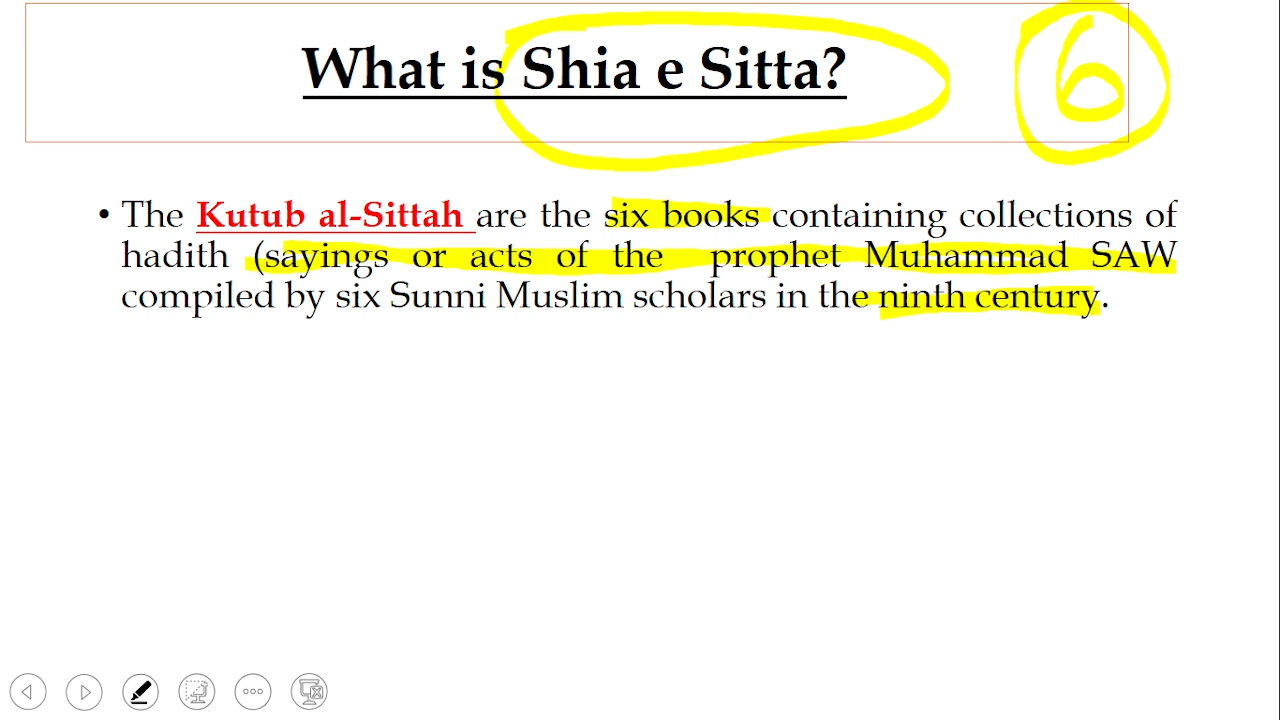 What is Shia e Sitta?
6
• The Kutub al-Sittah are the six books containing collections of
hadith (sayings or acts of the prophet Muhammad SAW
compiled by six Sunni Muslim scholars in the ninth century.